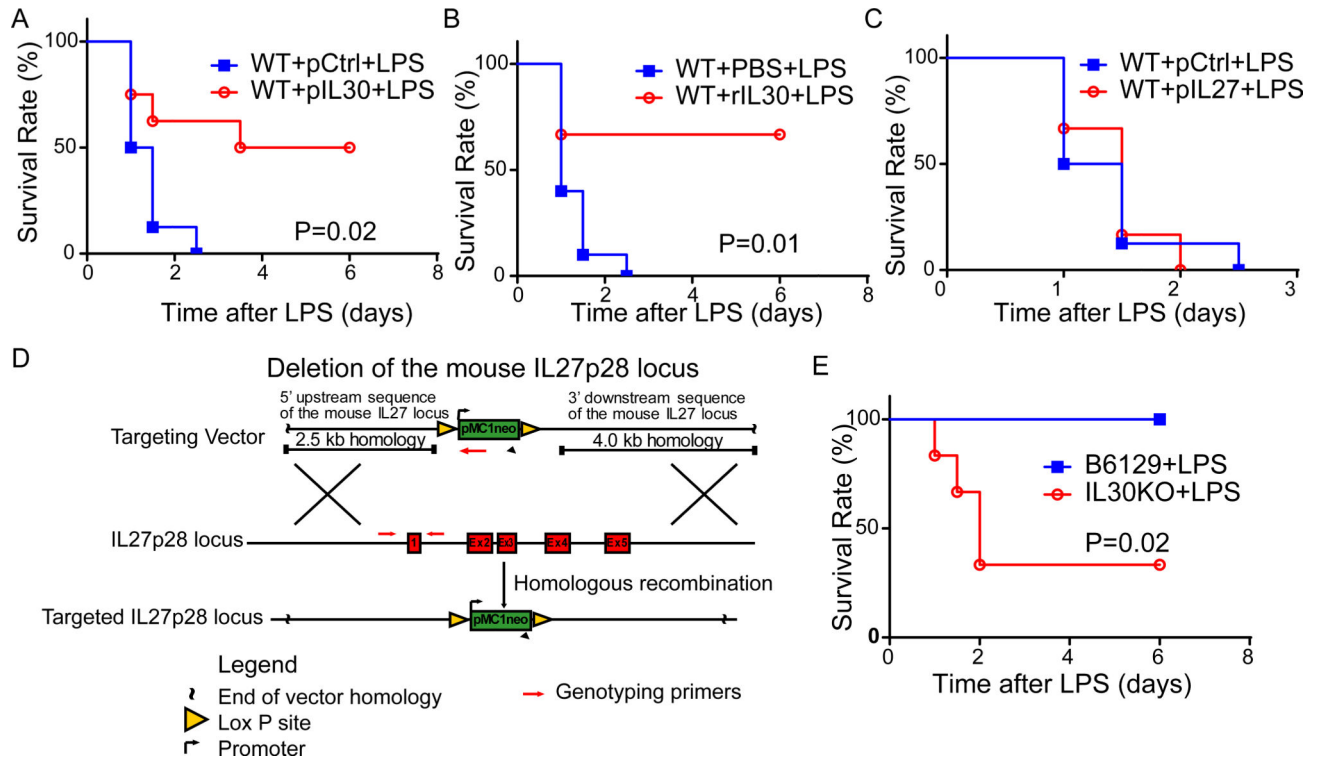 A
100
50
0
Survival Rate (%)
WT+pCtrl+LPS
WT+pIL30+LPS
P=0.02
0 2 4 6 8
Time after LPS (days)
B
100
50
0
Survival Rate (%)
WT+PBS+LPS
WT+rIL30+LPS
P=0.01
0 2 4 6 8
Time after LPS (days)
C
100
50
0
Survival Rate (%)
WT+pCtrl+LPS
WT+pIL27+LPS
0 1 2 3
Time after LPS (days)
D
Deletion of the mouse IL27p28 locus
5' upstream sequence
of the mouse IL27 locus
3' downstream sequence
of the mouse IL27 locus
Targeting Vector
pMC1neo
2.5 kb homology
4.0 kb homology
IL27p28 locus
1 Ex2 Ex3 Ex4 Ex5
Homologous recombination
Targeted IL27p28 locus
pMC1neo
Legend
End of vector homology
Lox P site
Promoter
Genotyping primers
E
100
50
0
Survival Rate (%)
B6129+LPS
IL30KO+LPS
P=0.02
0 2 4 6 8
Time after LPS (days)